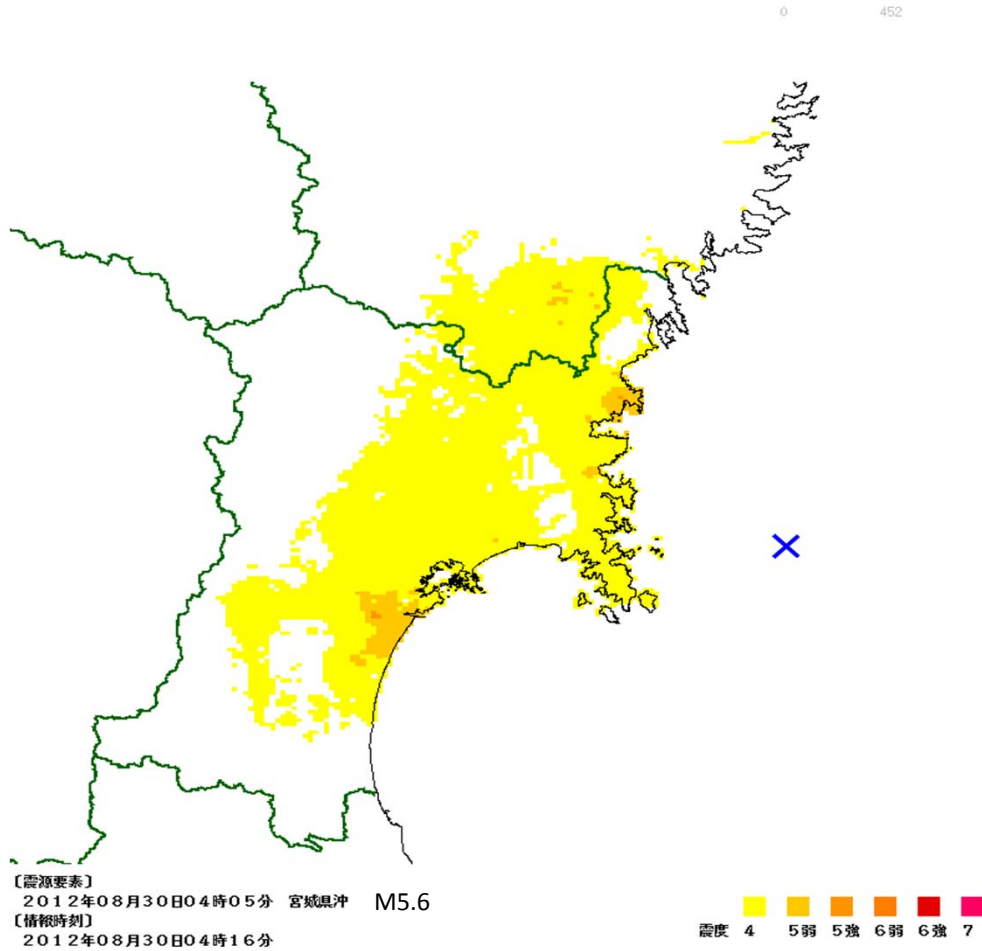 0 452
〔震源要素〕
２０１２年０８月３０日０４時０５分 宮城県沖 M5.6
〔情報時刻〕
２０１２年０８月３０日０４時１６分
震度 4 5弱 5強 6弱 6強 7